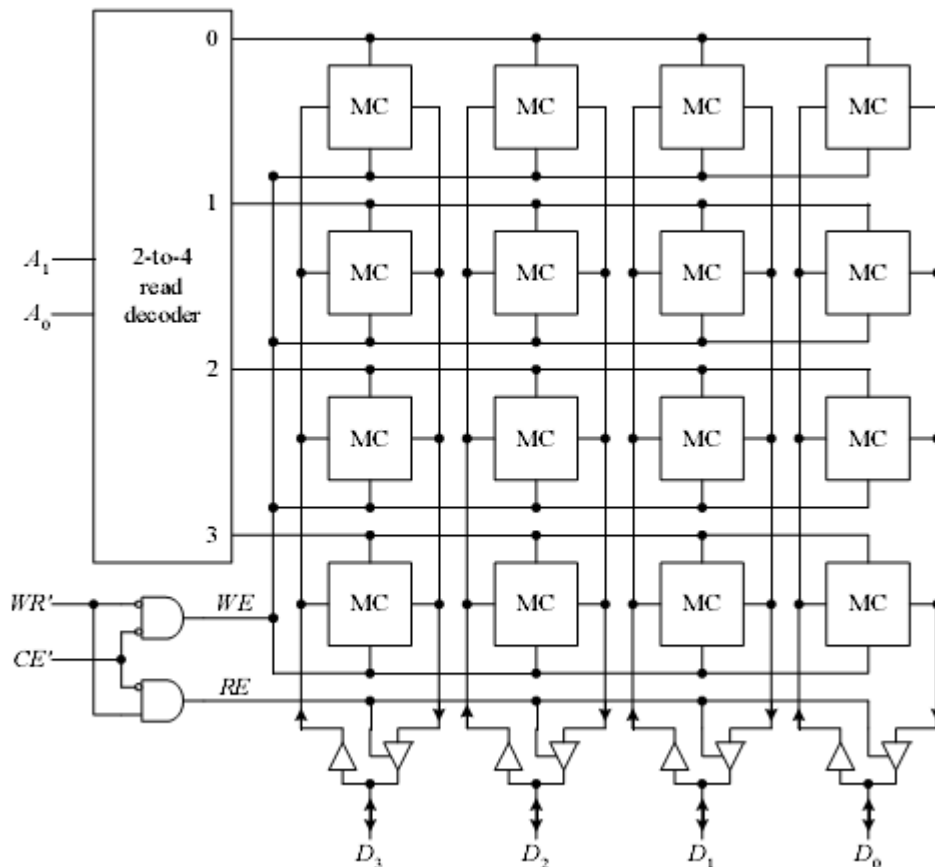 0
MC MC MC MC
1
A1
2-to-4
read
decoder
MC MC MC MC
A0
2
MC MC MC MC
3
MC MC MC MC
WR' WE
CE'
RE
D3 D2 D1 D0